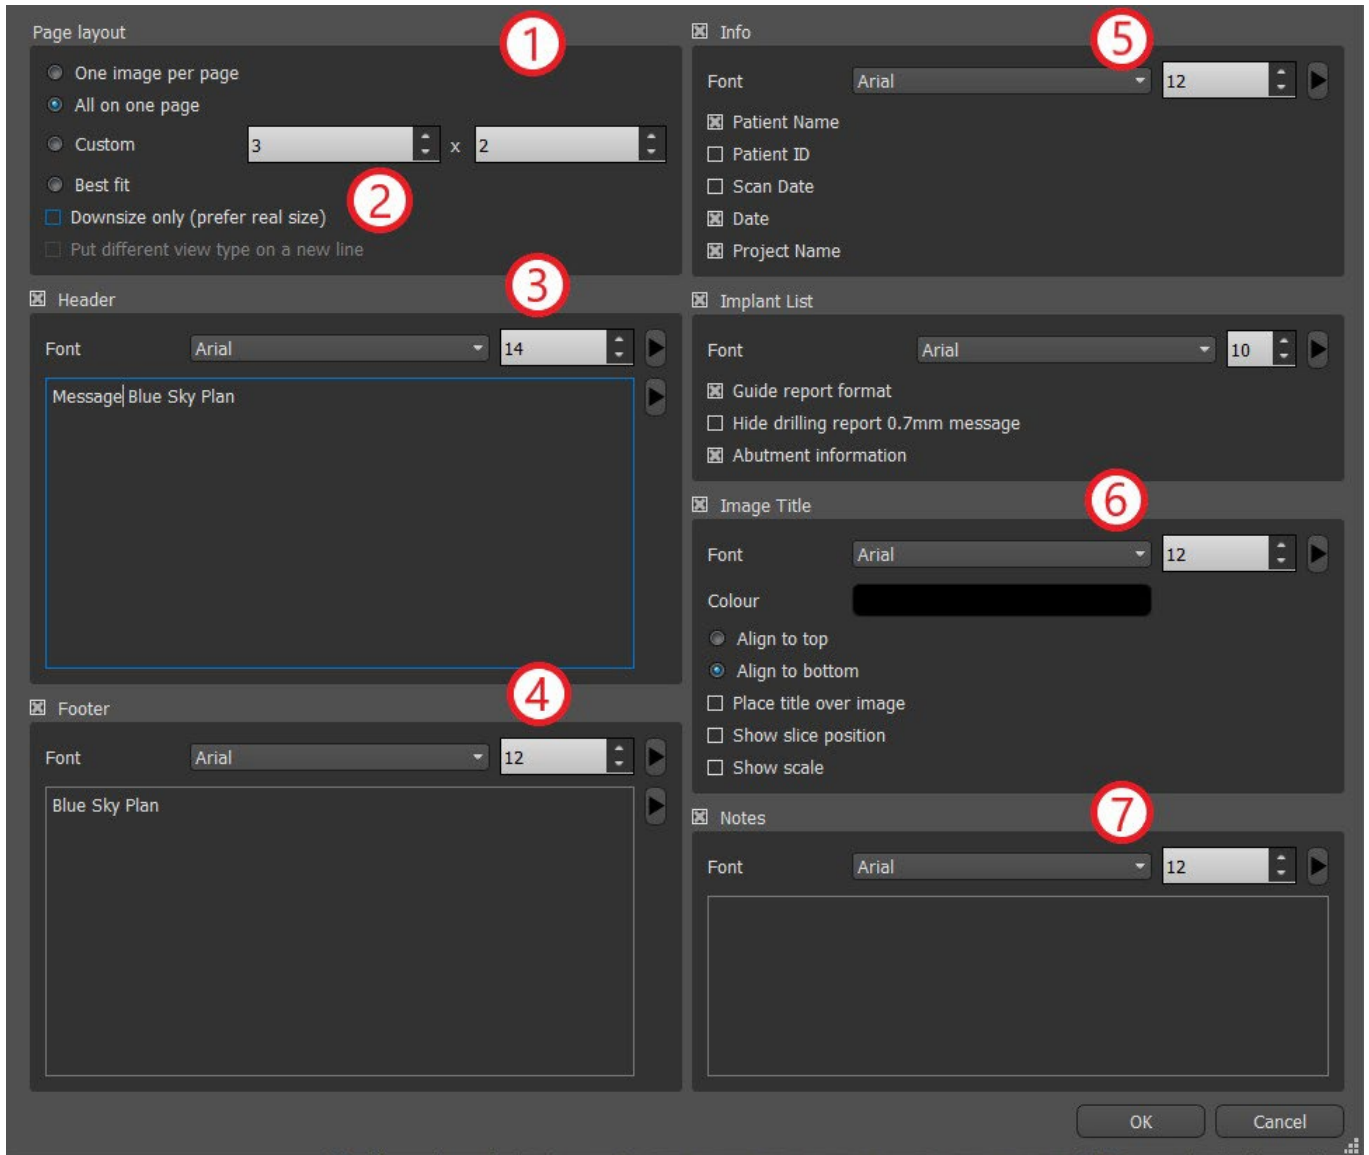 Page layout
1
One image per page
All on one page
Custom 3 x 2
Best fit
2
Downsize only (prefer real size)
Put different view type on a new line
3
Header
Font Arial 14
Message Blue Sky Plan
4
Footer
Font Arial 12
Blue Sky Plan
Info
5
Font Arial 12
Patient Name
Patient ID
Scan Date
Date
Project Name
Implant List
Font Arial 10
Guide report format
Hide drilling report 0.7mm message
Abutment information
6
Image Title
Font Arial 12
Colour
Align to top
Align to bottom
Place title over image
Show slice position
Show scale
7
Notes
Font Arial 12
OK Cancel